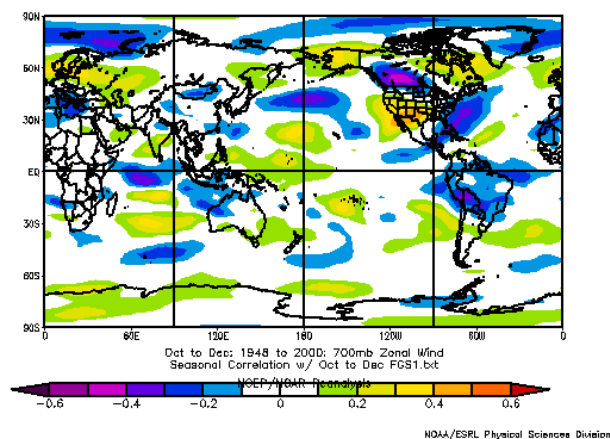 90N
60N
30N
EQ
30S
60S
90S
0 60E 120E 180 120W 60W 0
Oct to Dec: 1948 to 2000: 700mb Zonal Wind
Seasonal Correlation w/ Oct to Dec FGS1.txt
NCEP/NCAR Reanalysis
-0.6 -0.4 -0.2 0 0.2 0.4 0.6
NOAA/ESRL Physical Sciences Division